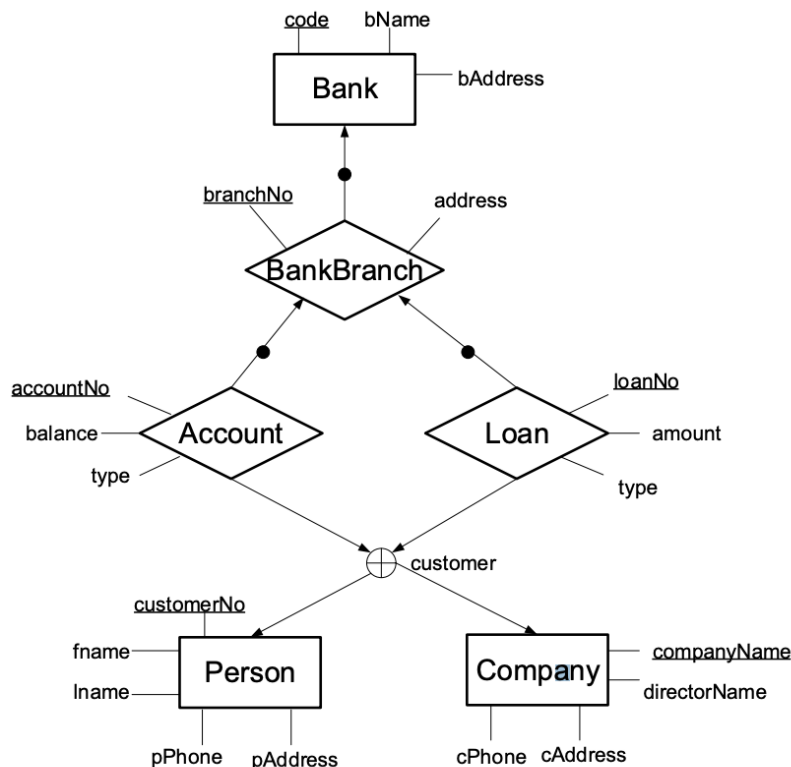 code
bName
Bank
bAddress
branchNo
address
BankBranch
accountNo
loanNo
balance
Account
Loan
amount
type
type
customer
customerNo
fname
Person
Company
companyName
lname
directorName
pPhone
pAddress
cPhone
cAddress